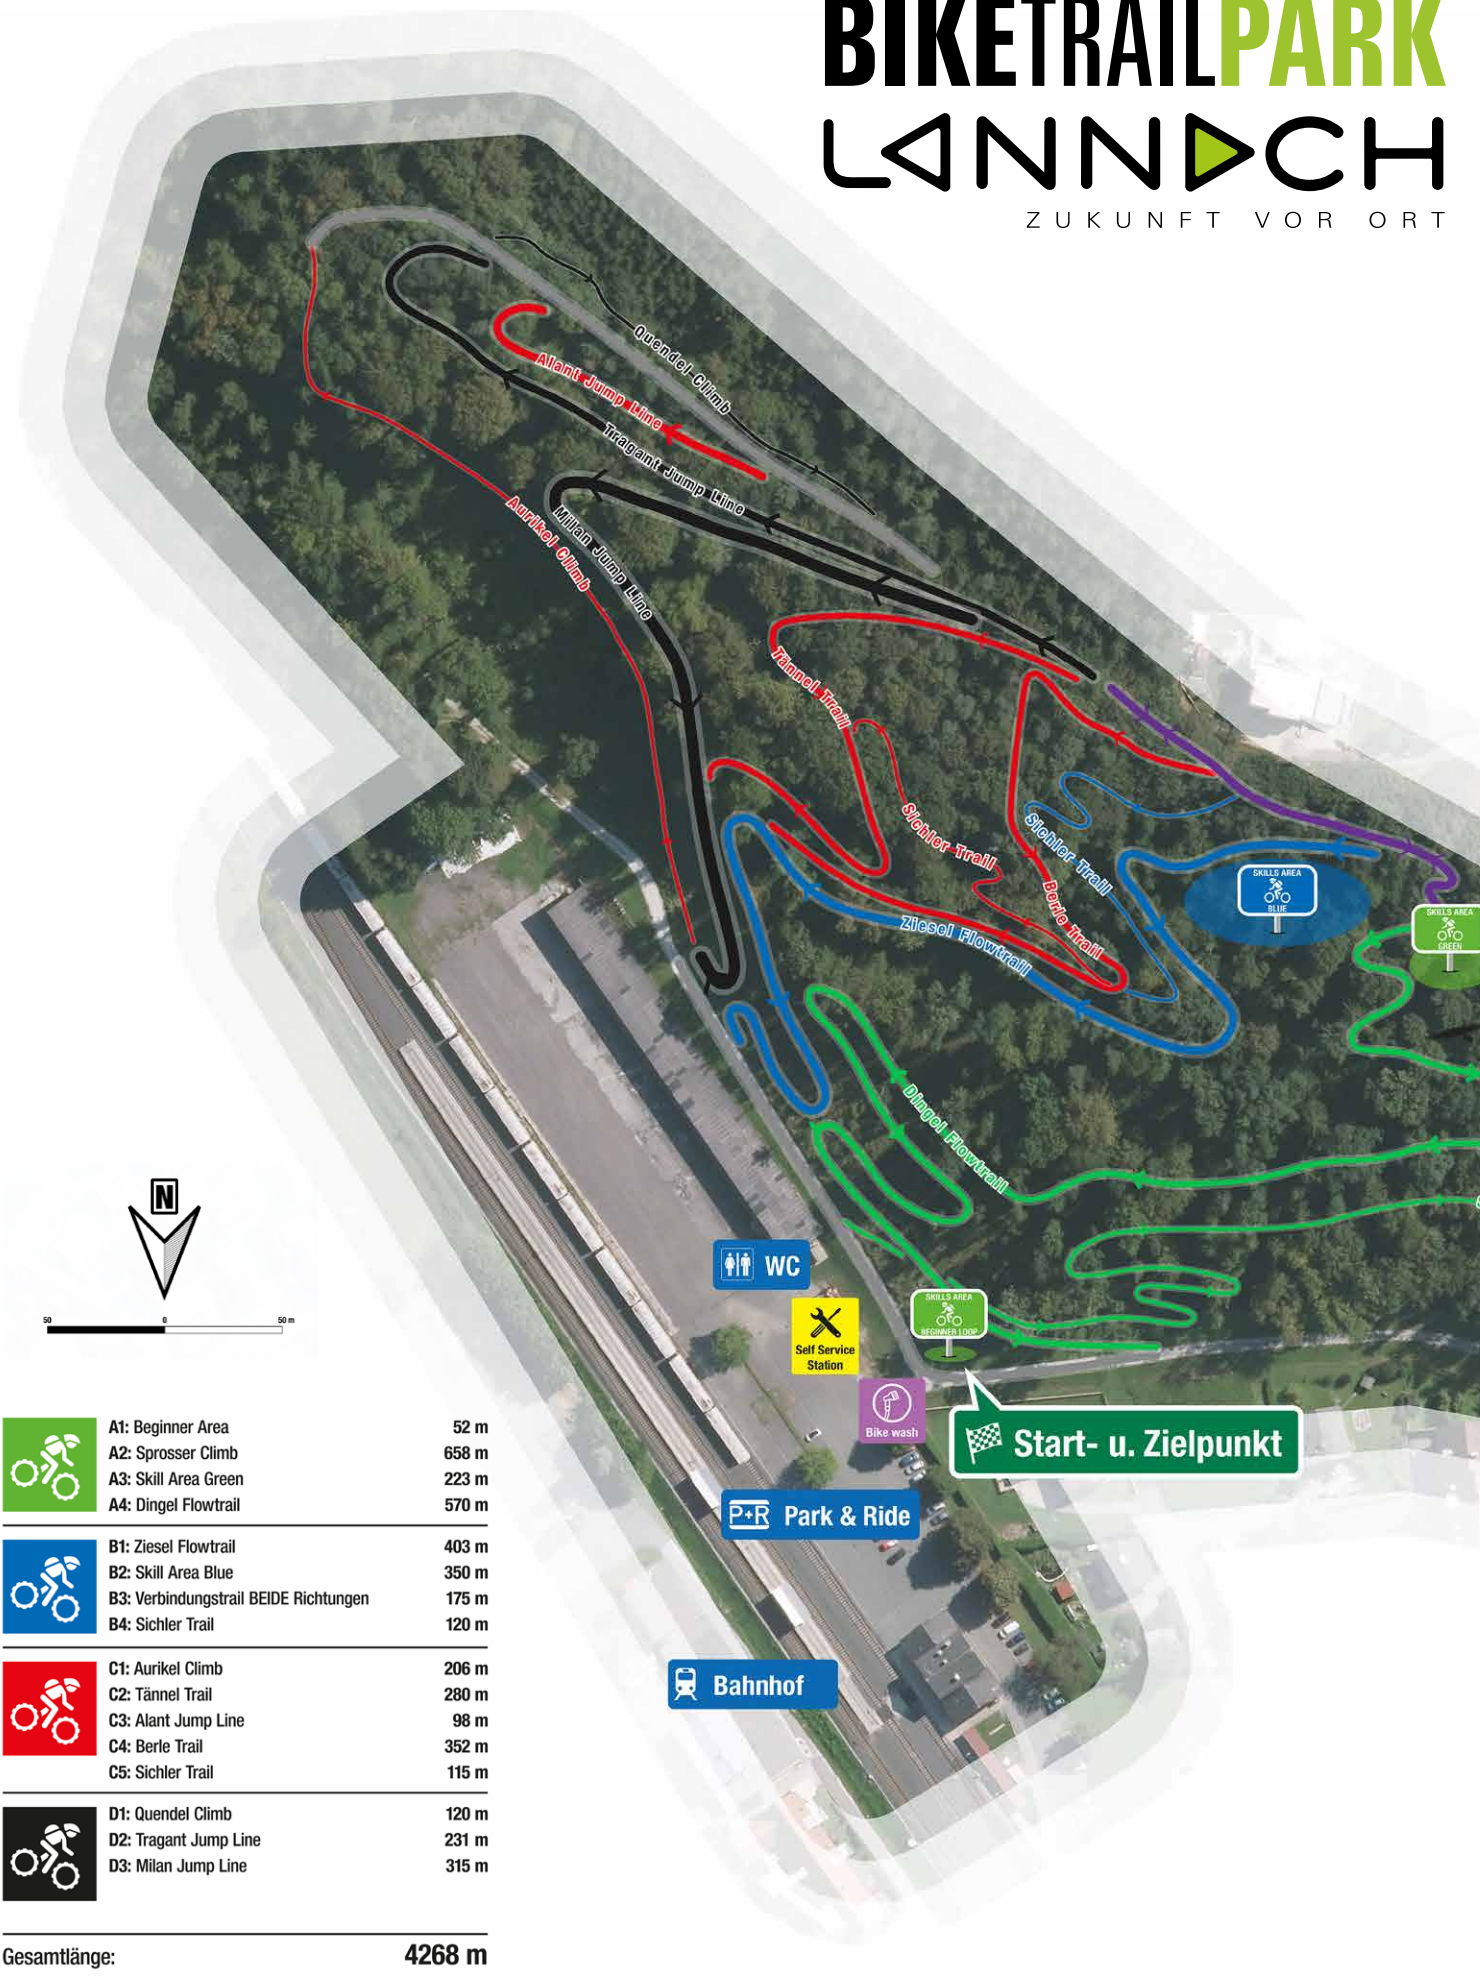 BIKETRAILPARK
LANNACH
ZUKUNFT VOR ORT
Quendel-Climb
Alant Jump Line
Tragant Jump Line
Aurikel Climb
Milan Jump Line
Tännel-Trail
Sichler-Trail
Sichler-Trail
Berle Trail
Ziesel Flowtrail
Dingel Flowtrail
SKILLS AREA
BLUE
SKILLS AREA
GREEN
SKILLS AREA
BEGINNER LOOP
WC
Self Service
Station
Bike wash
Start- u. Zielpunkt
P+R Park & Ride
Bahnhof
N
50 0 50 m
A1: Beginner Area 52 m
A2: Sprosser Climb 658 m
A3: Skill Area Green 223 m
A4: Dingel Flowtrail 570 m
B1: Ziesel Flowtrail 403 m
B2: Skill Area Blue 350 m
B3: Verbindungstrail BEIDE Richtungen 175 m
B4: Sichler Trail 120 m
C1: Aurikel Climb 206 m
C2: Tännel Trail 280 m
C3: Alant Jump Line 98 m
C4: Berle Trail 352 m
C5: Sichler Trail 115 m
D1: Quendel Climb 120 m
D2: Tragant Jump Line 231 m
D3: Milan Jump Line 315 m
Gesamtlänge: 4268 m